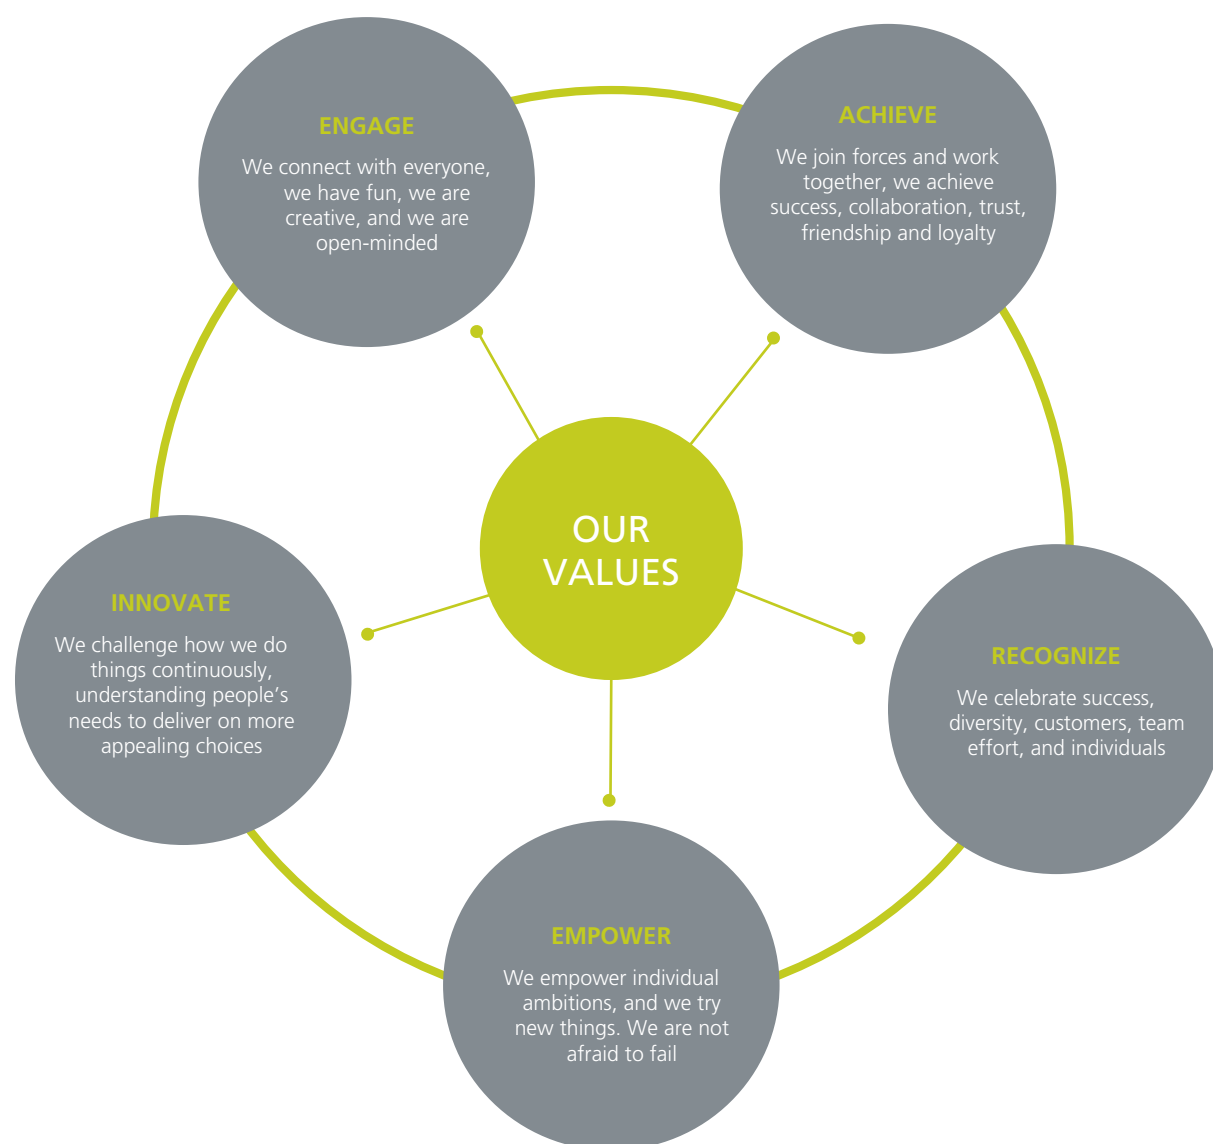 ENGAGE
We connect with everyone,
we have fun, we are
creative, and we are
open-minded
ACHIEVE
We join forces and work
together, we achieve
success, collaboration, trust,
friendship and loyalty
OUR
VALUES
INNOVATE
We challenge how we do
things continuously,
understanding people’s
needs to deliver on more
appealing choices
RECOGNIZE
We celebrate success,
diversity, customers, team
effort, and individuals
EMPOWER
We empower individual
ambitions, and we try
new things. We are not
afraid to fail